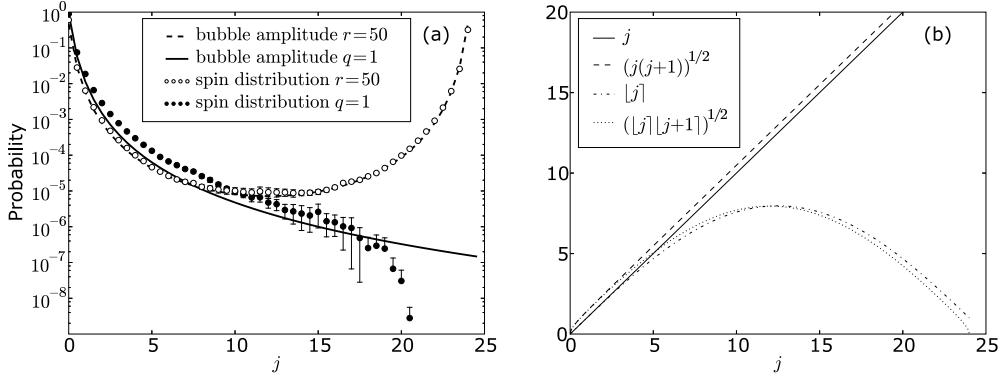 10⁰
10⁻¹
10⁻²
10⁻³
10⁻⁴
10⁻⁵
10⁻⁶
10⁻⁷
10⁻⁸
Probability
0 5 10 15 20 25
j
(a)
bubble amplitude r=50
bubble amplitude q=1
spin distribution r=50
spin distribution q=1
20
15
10
5
0
0 5 10 15 20 25
j
(b)
j
(j(j+1))^1/2
⌊j⌉
(⌊j⌉⌊j+1⌉)^1/2